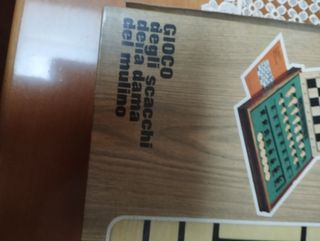 GIOCO
degli scacchi
della dama
del mulino